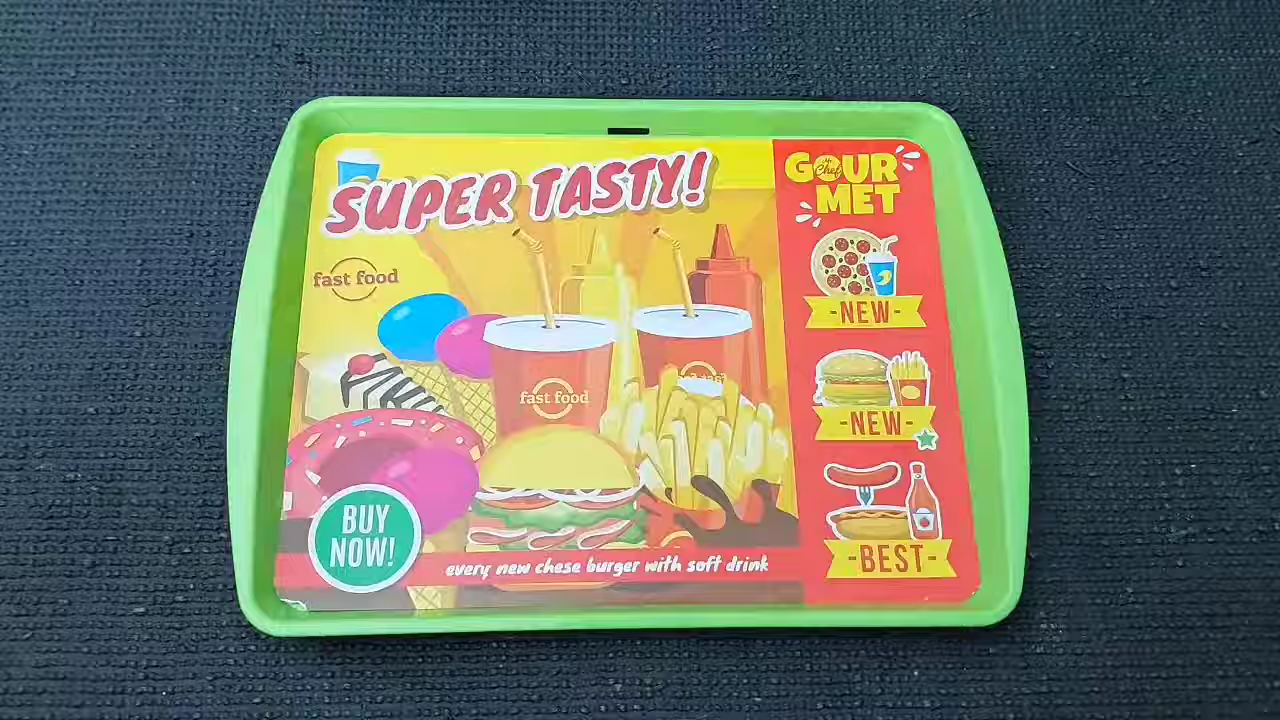 SUPER TASTY!
fast food
fast food
BUY
NOW!
every new chese burger with soft drink
GOUR
Chef
MET
-NEW-
-NEW-
-BEST-